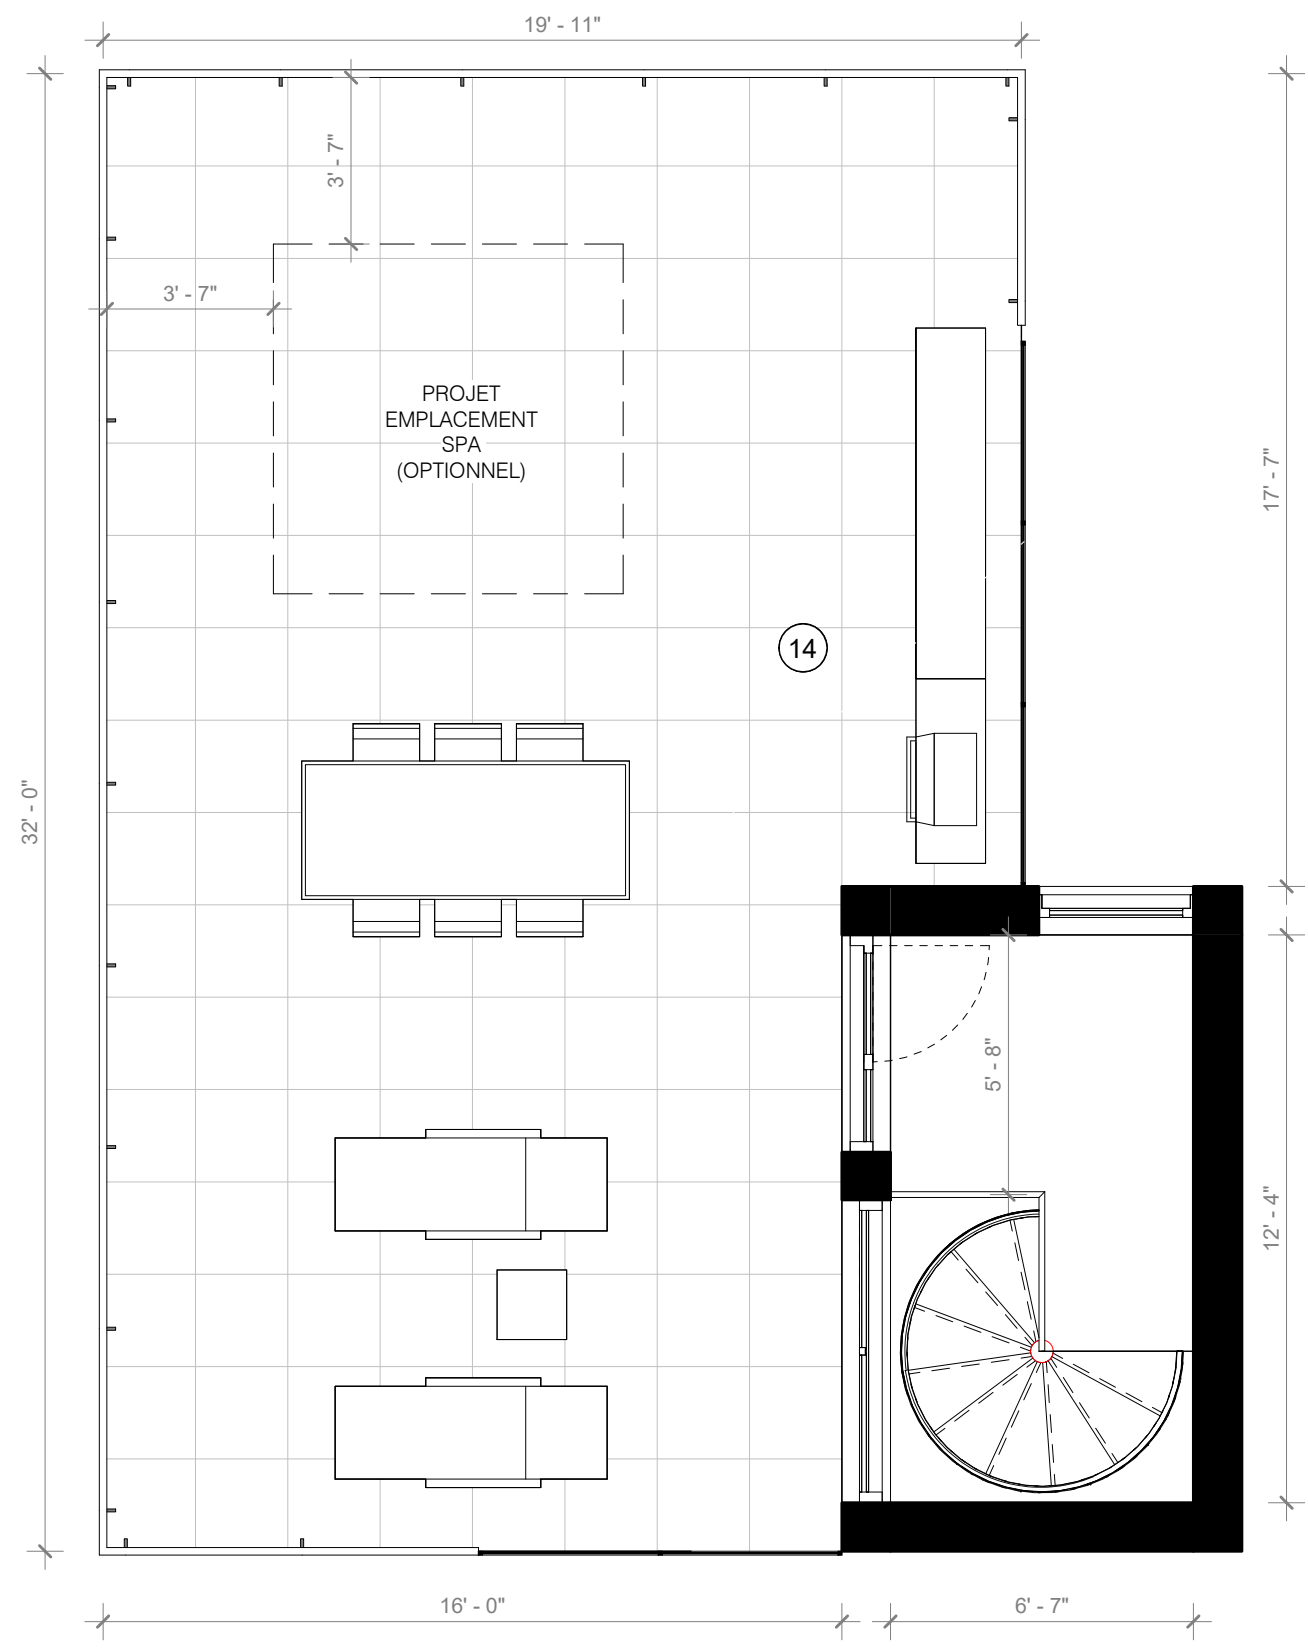 19' - 11"
3' - 7"
3' - 7"
PROJET
EMPLACEMENT
SPA
(OPTIONNEL)
17' - 7"
14
32' - 0"
5' - 8"
12' - 4"
16' - 0"
6' - 7"